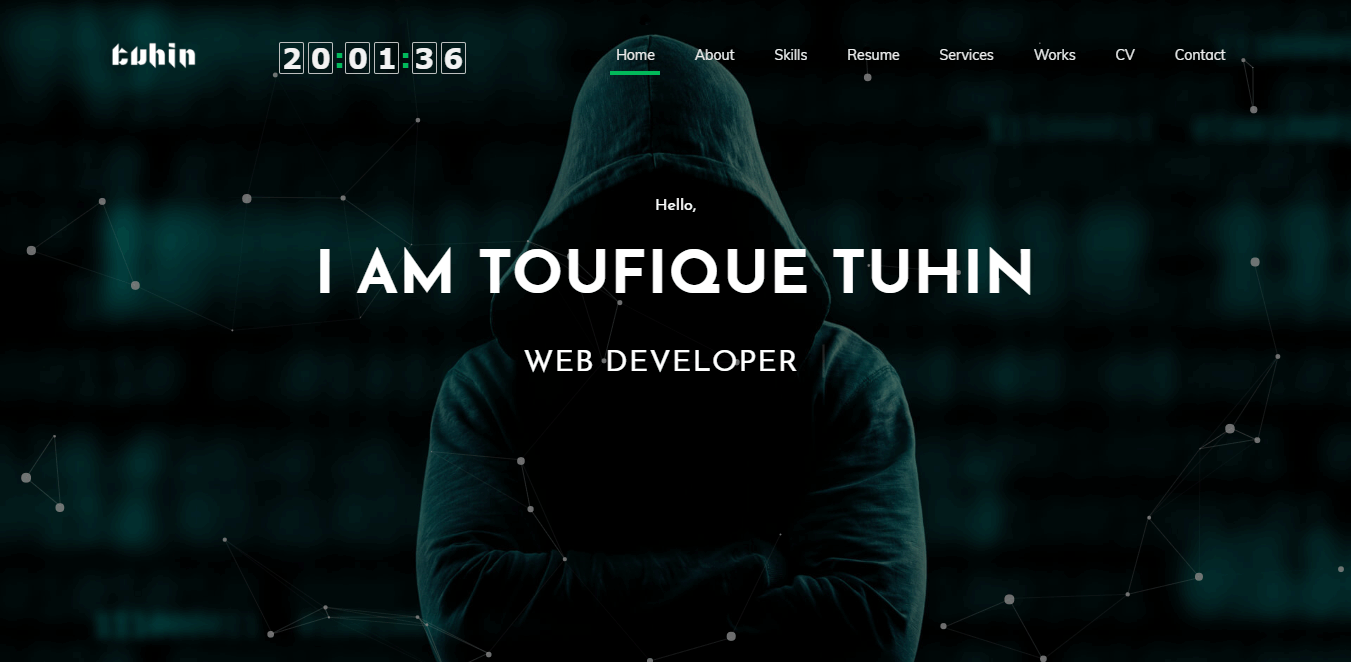 tuhin
20:01:36
Home About Skills Resume Services Works CV Contact
Hello,
I AM TOUFIQUE TUHIN
WEB DEVELOPER